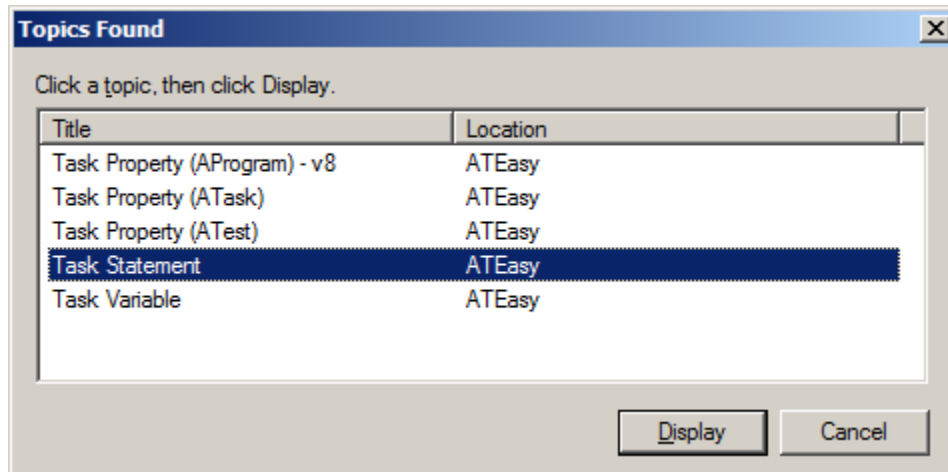 Topics Found
Click a topic, then click Display.
Title Location
Task Property (AProgram) - v8 ATEasy
Task Property (ATask) ATEasy
Task Property (ATest) ATEasy
Task Statement ATEasy
Task Variable ATEasy
Display Cancel